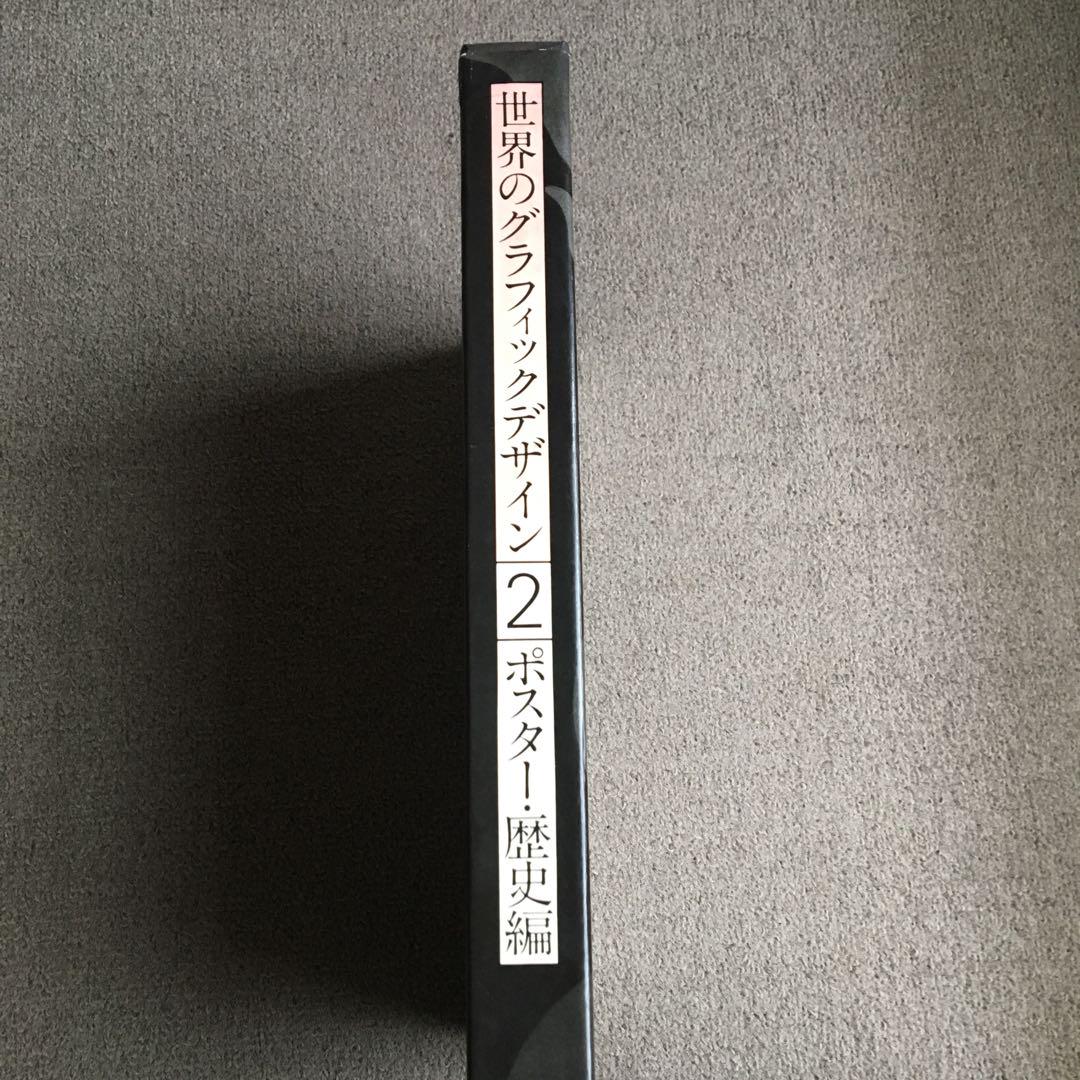 世界のグラフィックデザイン
2
ポスター・歴史編